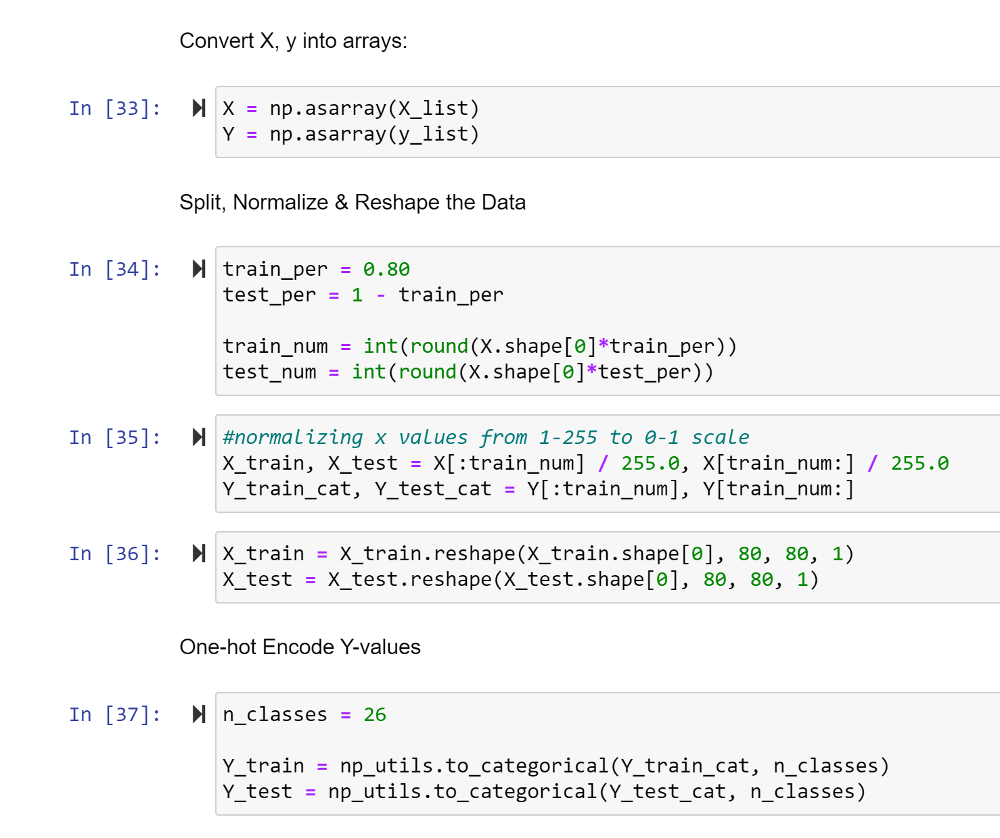 Convert X, y into arrays:
In [33]:
X = np.asarray(X_list)
Y = np.asarray(y_list)
Split, Normalize & Reshape the Data
In [34]:
train_per = 0.80
test_per = 1 - train_per
train_num = int(round(X.shape[0]*train_per))
test_num = int(round(X.shape[0]*test_per))
In [35]:
#normalizing x values from 1-255 to 0-1 scale
X_train, X_test = X[:train_num] / 255.0, X[train_num:] / 255.0
Y_train_cat, Y_test_cat = Y[:train_num], Y[train_num:]
In [36]:
X_train = X_train.reshape(X_train.shape[0], 80, 80, 1)
X_test = X_test.reshape(X_test.shape[0], 80, 80, 1)
One-hot Encode Y-values
In [37]:
n_classes = 26
Y_train = np_utils.to_categorical(Y_train_cat, n_classes)
Y_test = np_utils.to_categorical(Y_test_cat, n_classes)